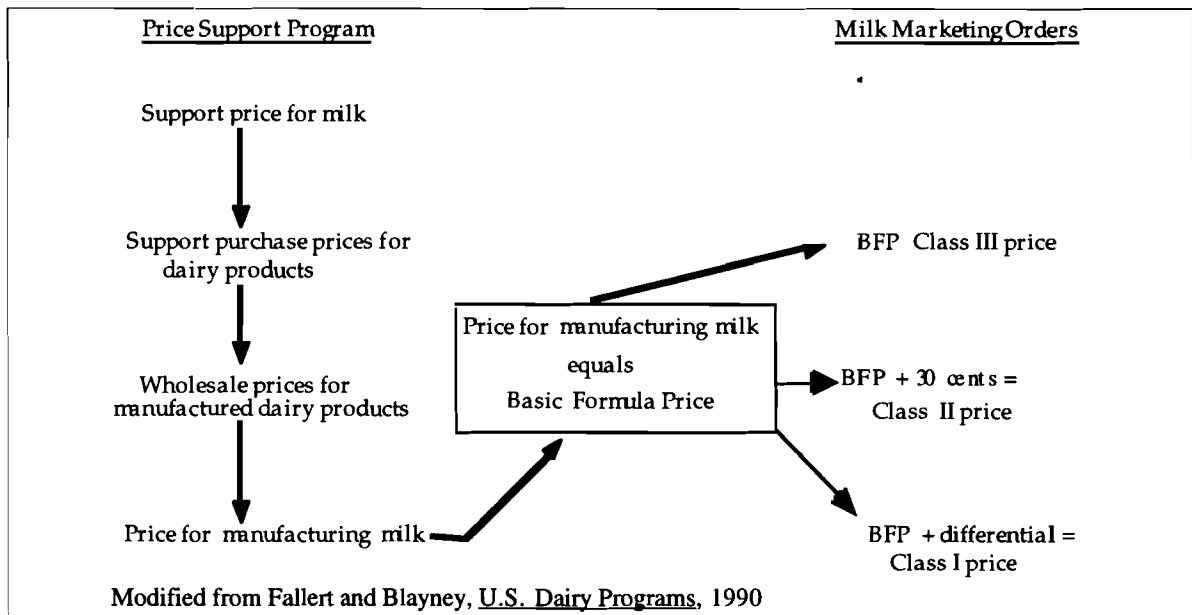 Price Support Program
Milk Marketing Orders
Support price for milk
Support purchase prices for
dairy products
Wholesale prices for
manufactured dairy products
Price for manufacturing milk
Price for manufacturing milk
equals
Basic Formula Price
BFP Class III price
BFP + 30 cents =
Class II price
BFP + differential =
Class I price
Modified from Fallert and Blayney, U.S. Dairy Programs, 1990